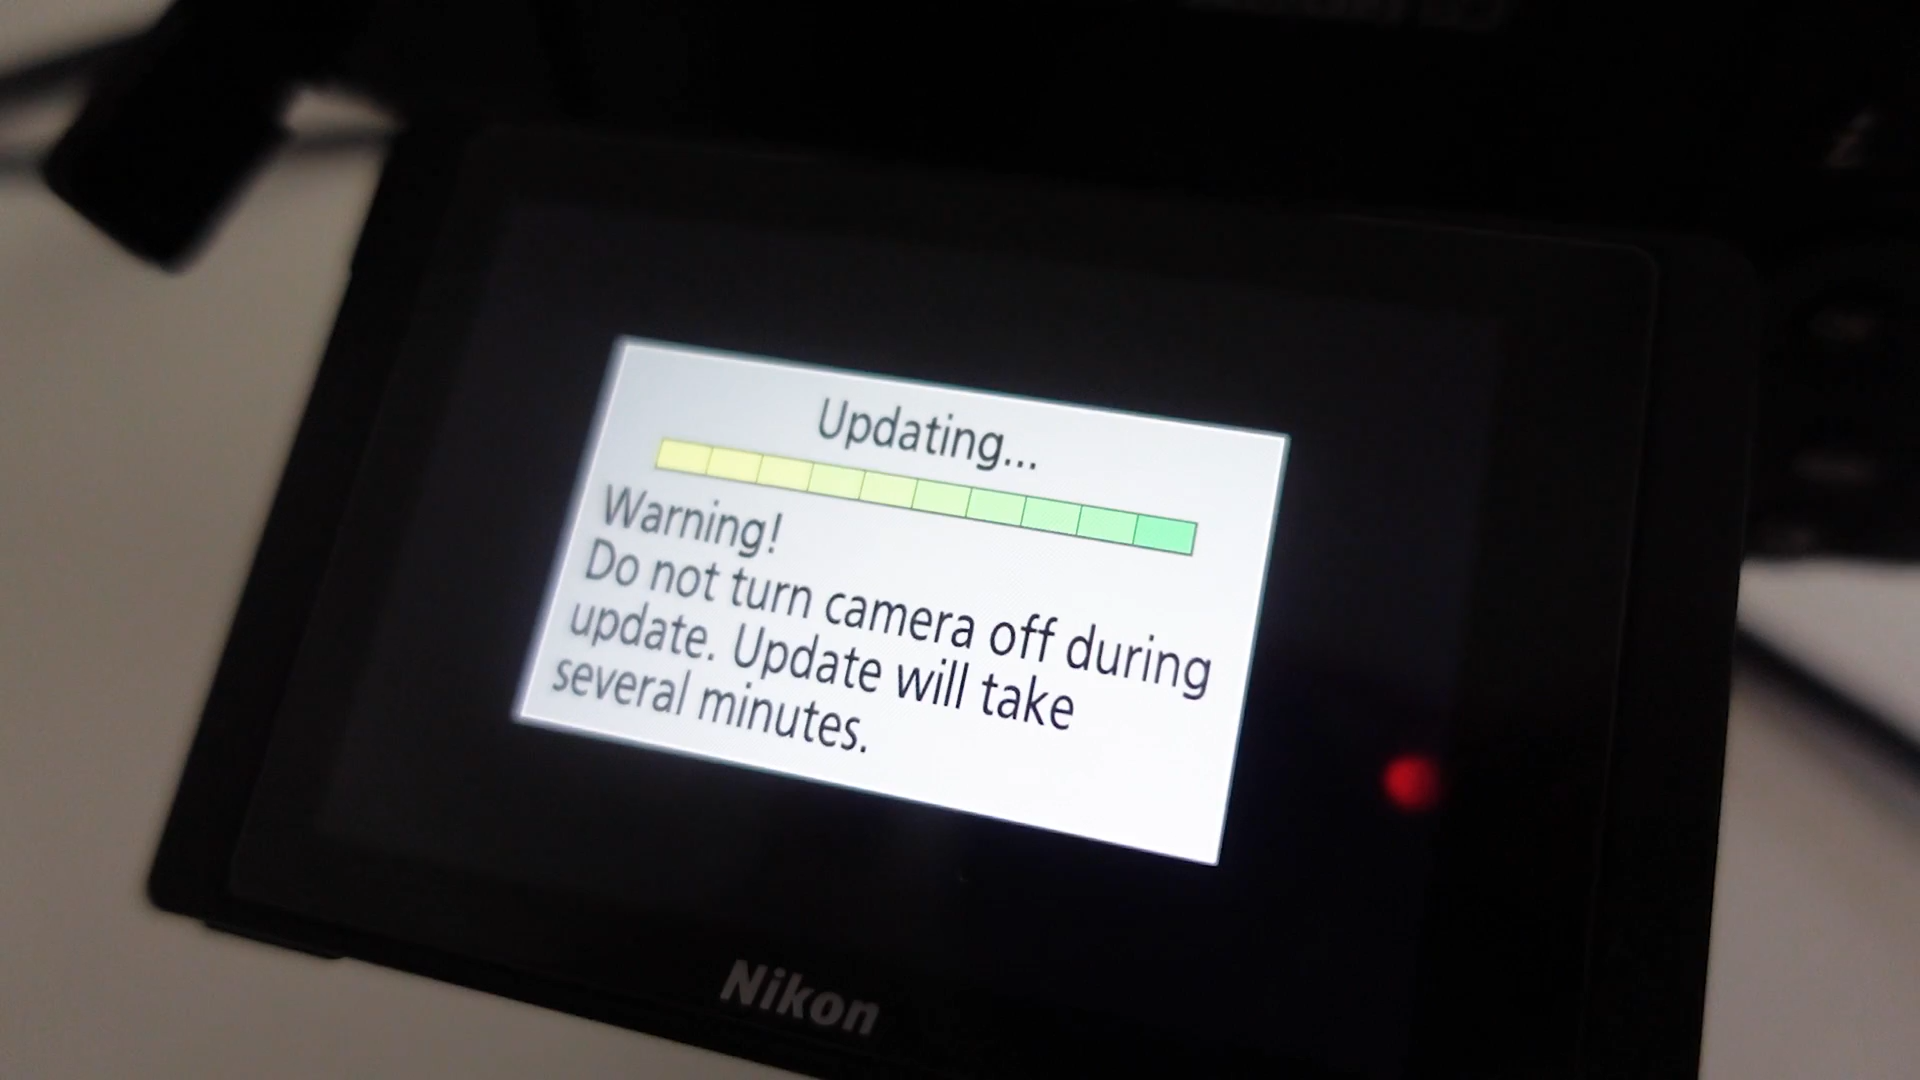 Updating...
Warning!
Do not turn camera off during
update. Update will take
several minutes.
Nikon